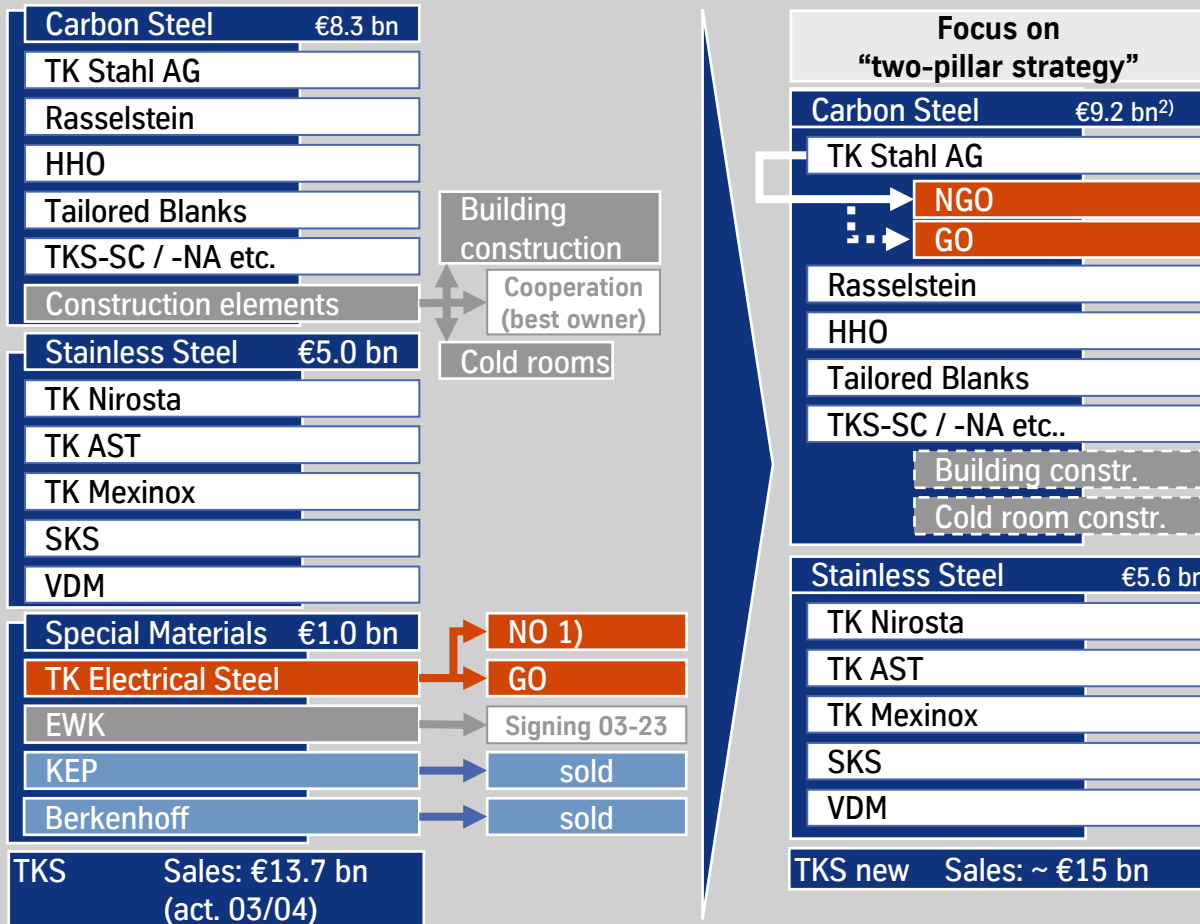 Carbon Steel €8.3 bn
TK Stahl AG
Rasselstein
HHO
Tailored Blanks
TKS-SC / -NA etc.
Construction elements
Building
construction
Cooperation
(best owner)
Cold rooms
Stainless Steel €5.0 bn
TK Nirosta
TK AST
TK Mexinox
SKS
VDM
Special Materials €1.0 bn
TK Electrical Steel
NO 1)
GO
EWK
Signing 03-23
KEP
sold
Berkenhoff
sold
TKS Sales: €13.7 bn
(act. 03/04)
Focus on
“two-pillar strategy”
Carbon Steel €9.2 bn2)
TK Stahl AG
NGO
GO
Rasselstein
HHO
Tailored Blanks
TKS-SC / -NA etc..
Building constr.
Cold room constr.
Stainless Steel €5.6 bn
TK Nirosta
TK AST
TK Mexinox
SKS
VDM
TKS new Sales: ~ €15 bn